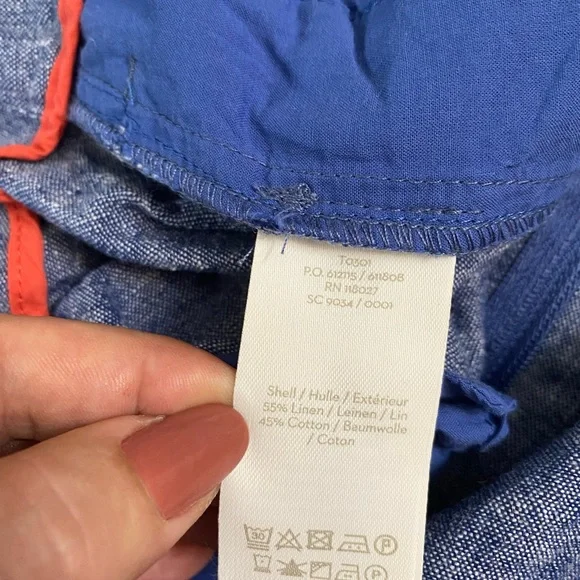 T0301
P.O. 612115 / 611808
RN 118027
SC 9034 / 0001
Shell / Hulle / Extérieur
55% Linen / Leinen / Lin
45% Cotton / Baumwolle
/ Coton
30 P